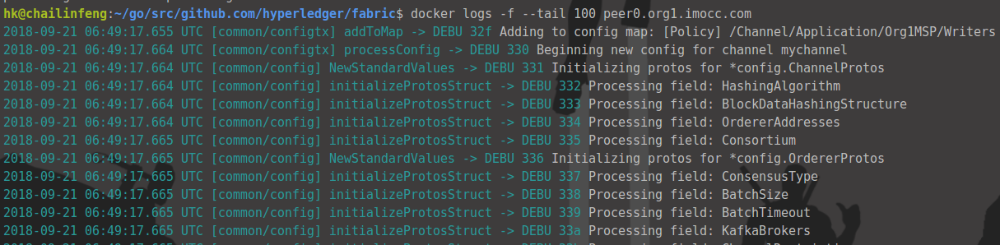 hk@chailinfeng:~/go/src/github.com/hyperledger/fabric$ docker logs -f --tail 100 peer0.org1.imocc.com
2018-09-21 06:49:17.655 UTC [common/configtx] addToMap -> DEBU 32f Adding to config map: [Policy] /Channel/Application/Org1MSP/Writers
2018-09-21 06:49:17.664 UTC [common/configtx] processConfig -> DEBU 330 Beginning new config for channel mychannel
2018-09-21 06:49:17.664 UTC [common/config] NewStandardValues -> DEBU 331 Initializing protos for *config.ChannelProtos
2018-09-21 06:49:17.664 UTC [common/config] initializeProtosStruct -> DEBU 332 Processing field: HashingAlgorithm
2018-09-21 06:49:17.664 UTC [common/config] initializeProtosStruct -> DEBU 333 Processing field: BlockDataHashingStructure
2018-09-21 06:49:17.664 UTC [common/config] initializeProtosStruct -> DEBU 334 Processing field: OrdererAddresses
2018-09-21 06:49:17.664 UTC [common/config] initializeProtosStruct -> DEBU 335 Processing field: Consortium
2018-09-21 06:49:17.664 UTC [common/config] NewStandardValues -> DEBU 336 Initializing protos for *config.OrdererProtos
2018-09-21 06:49:17.665 UTC [common/config] initializeProtosStruct -> DEBU 337 Processing field: ConsensusType
2018-09-21 06:49:17.665 UTC [common/config] initializeProtosStruct -> DEBU 338 Processing field: BatchSize
2018-09-21 06:49:17.665 UTC [common/config] initializeProtosStruct -> DEBU 339 Processing field: BatchTimeout
2018-09-21 06:49:17.665 UTC [common/config] initializeProtosStruct -> DEBU 33a Processing field: KafkaBrokers